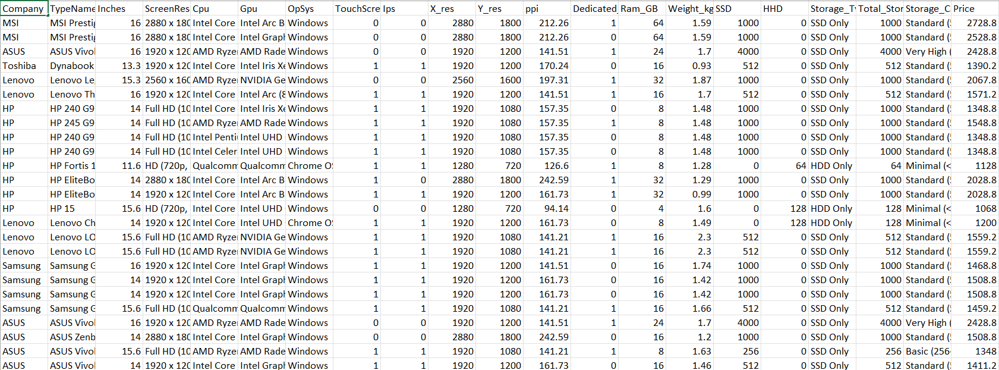 Company TypeName Inches ScreenRes Cpu Gpu OpSys TouchScre Ips X_res Y_res ppi Dedicated_ Ram_GB Weight_kg SSD HHD Storage_Ty Total_Stor Storage_C Price
MSI MSI Prestig 16 2880 x 180 Intel Core Intel Arc B Windows 0 0 2880 1800 212.26 1 64 1.59 1000 0 SSD Only 1000 Standard (5 2728.8
MSI MSI Prestig 16 2880 x 180 Intel Core Intel Graph Windows 0 0 2880 1800 212.26 0 64 1.59 1000 0 SSD Only 1000 Standard (5 2528.8
ASUS ASUS Vivol 16 1920 x 120 AMD Ryzer AMD Rade Windows 0 0 1920 1200 141.51 1 24 1.7 4000 0 SSD Only 4000 Very High ( 2428.8
Toshiba Dynabook 13.3 1920 x 120 Intel Core Intel Iris Xe Windows 1 1 1920 1200 170.24 0 16 0.93 512 0 SSD Only 512 Standard (5 1390.2
Lenovo Lenovo Le 15.3 2560 x 160 AMD Ryzer NVIDIA Ge Windows 0 0 2560 1600 197.31 1 32 1.87 1000 0 SSD Only 1000 Standard (5 2067.8
Lenovo Lenovo Th 16 1920 x 120 Intel Core Intel Arc (8 Windows 1 1 1920 1200 141.51 1 16 1.7 512 0 SSD Only 512 Standard (5 1571.2
HP HP 240 G9 14 Full HD (10 Intel Core Intel Iris Xe Windows 1 1 1920 1080 157.35 0 8 1.48 1000 0 SSD Only 1000 Standard (5 1348.8
HP HP 245 G9 14 Full HD (10 AMD Ryzer AMD Rade Windows 1 1 1920 1080 157.35 1 8 1.48 1000 0 SSD Only 1000 Standard (5 1548.8
HP HP 240 G9 14 Full HD (10 Intel Penti Intel UHD Windows 1 1 1920 1080 157.35 0 8 1.48 1000 0 SSD Only 1000 Standard (5 1348.8
HP HP 240 G9 14 Full HD (10 Intel Celer Intel UHD Windows 1 1 1920 1080 157.35 0 8 1.48 1000 0 SSD Only 1000 Standard (5 1348.8
HP HP Fortis 1 11.6 HD (720p, Qualcomm Qualcomm Chrome OS 1 1 1280 720 126.6 1 8 1.28 0 64 HDD Only 64 Minimal (< 1128
HP HP EliteBo 14 2880 x 180 Intel Core Intel Arc B Windows 1 0 2880 1800 242.59 1 32 1.29 1000 0 SSD Only 1000 Standard (5 2028.8
HP HP EliteBo 14 1920 x 120 Intel Core Intel Arc B Windows 1 1 1920 1200 161.73 1 32 0.99 1000 0 SSD Only 1000 Standard (5 2028.8
HP HP 15 15.6 HD (720p, Intel Core Intel UHD Windows 0 0 1280 720 94.14 0 4 1.6 0 128 HDD Only 128 Minimal (< 1068
Lenovo Lenovo Ch 14 1920 x 120 Intel Core Intel UHD Chrome OS 1 1 1920 1200 161.73 0 8 1.49 0 128 HDD Only 128 Minimal (< 1200
Lenovo Lenovo LO 15.6 Full HD (10 AMD Ryzer NVIDIA Ge Windows 1 1 1920 1080 141.21 1 16 2.3 512 0 SSD Only 512 Standard (5 1559.2
Lenovo Lenovo LO 15.6 Full HD (10 AMD Ryzer NVIDIA Ge Windows 1 1 1920 1080 141.21 1 16 2.3 512 0 SSD Only 512 Standard (5 1559.2
Samsung Samsung G 16 1920 x 120 Intel Core Intel Graph Windows 1 1 1920 1200 141.51 0 16 1.74 1000 0 SSD Only 1000 Standard (5 1468.8
Samsung Samsung G 14 1920 x 120 Intel Core Intel Graph Windows 1 1 1920 1200 161.73 0 16 1.42 1000 0 SSD Only 1000 Standard (5 1508.8
Samsung Samsung G 14 1920 x 120 Intel Core Intel Graph Windows 1 1 1920 1200 161.73 0 16 1.42 1000 0 SSD Only 1000 Standard (5 1508.8
Samsung Samsung G 15.6 Full HD (10 Qualcomm Qualcomm Windows 1 1 1920 1080 141.21 1 16 1.66 512 0 SSD Only 512 Standard (5 1459.2
ASUS ASUS Vivol 16 1920 x 120 AMD Ryzer AMD Rade Windows 0 0 1920 1200 141.51 1 24 1.7 4000 0 SSD Only 4000 Very High ( 2428.8
ASUS ASUS Zenb 14 2880 x 180 Intel Core Intel Graph Windows 0 0 2880 1800 242.59 0 16 1.2 1000 0 SSD Only 1000 Standard (5 1508.8
ASUS ASUS Vivol 15.6 Full HD (10 AMD Ryzer AMD Rade Windows 1 1 1920 1080 141.21 1 8 1.63 256 0 SSD Only 256 Basic (256- 1348
ASUS ASUS Vivol 14 1920 x 120 Intel Core Intel Graph Windows 1 1 1920 1200 161.73 0 16 1.46 512 0 SSD Only 512 Standard (5 1411.2